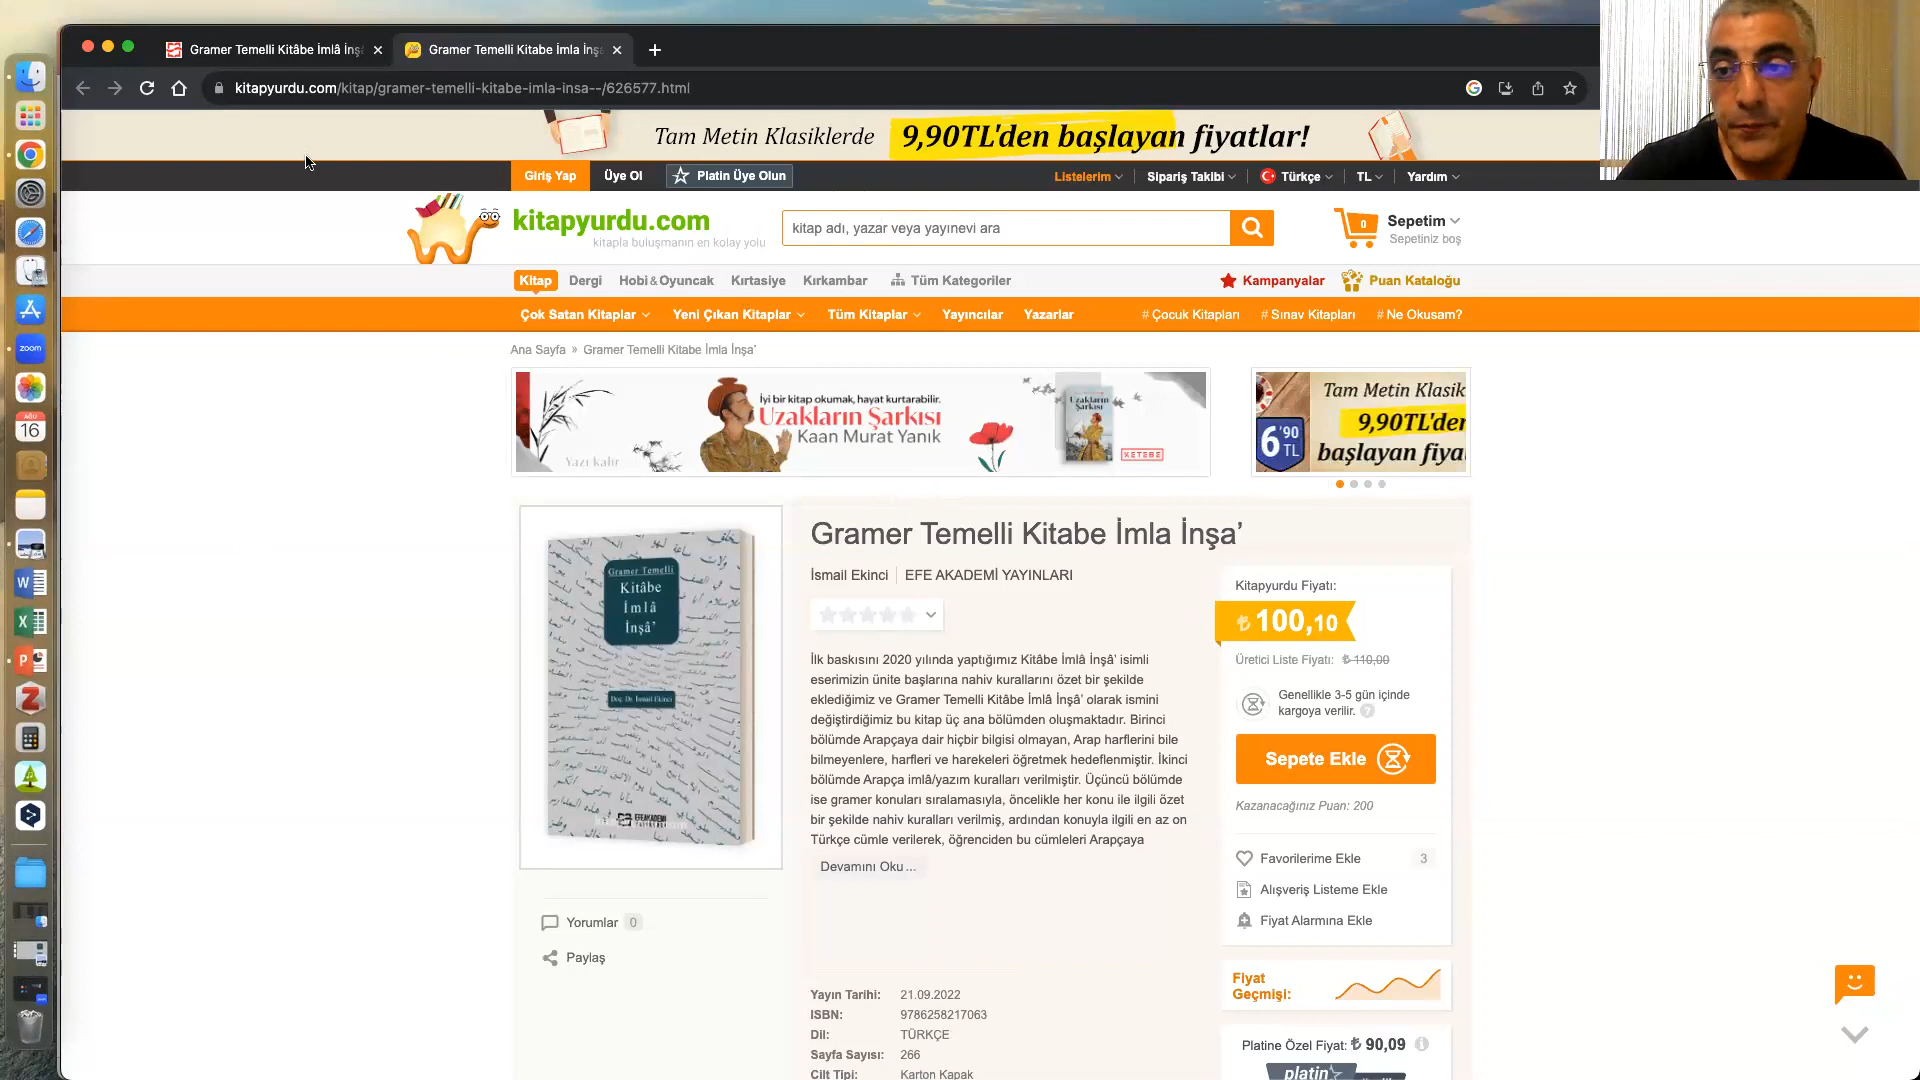 Gramer Temelli Kitâbe İmlâ İnşâ
Gramer Temelli Kitabe İmla İnş
kitapyurdu.com/kitap/gramer-temelli-kitabe-imla-insa--/626577.html
Tam Metin Klasiklerde 9,90TL'den başlayan fiyatlar!
Giriş Yap Üye Ol Platin Üye Olun Listelerim Sipariş Takibi Türkçe TL Yardım
kitapyurdu.com
kitapla buluşmanın en kolay yolu
kitap adı, yazar veya yayınevi ara
0 Sepetim
Sepetiniz boş
Kitap Dergi Hobi & Oyuncak Kırtasiye Kırkambar Tüm Kategoriler Kampanyalar Puan Kataloğu
Çok Satan Kitaplar Yeni Çıkan Kitaplar Tüm Kitaplar Yayıncılar Yazarlar # Çocuk Kitapları # Sınav Kitapları # Ne Okusam?
Ana Sayfa » Gramer Temelli Kitabe İmla İnşa’
İyi bir kitap okumak, hayat kurtarabilir.
Uzakların Şarkısı
Kaan Murat Yanık
Yazı kalır
Uzakların
Şarkısı
KETEBE
Tam Metin Klasik
9,90TL'der
başlayan fiya
6'90
TL
Gramer Temelli
Kitâbe
İmlâ
İnşâ’
Doç. Dr. İsmail Ekinci
EFEAKADEMİ
Gramer Temelli Kitabe İmla İnşa’
İsmail Ekinci EFE AKADEMİ YAYINLARI
İlk baskısını 2020 yılında yaptığımız Kitâbe İmlâ İnşâ’ isimli
eserimizin ünite başlarına nahiv kurallarını özet bir şekilde
eklediğimiz ve Gramer Temelli Kitâbe İmlâ İnşâ’ olarak ismini
değiştirdiğimiz bu kitap üç ana bölümden oluşmaktadır. Birinci
bölümde Arapçaya dair hiçbir bilgisi olmayan, Arap harflerini bile
bilmeyenlere, harfleri ve harekeleri öğretmek hedeflenmiştir. İkinci
bölümde Arapça imlâ/yazım kuralları verilmiştir. Üçüncü bölümde
ise gramer konuları sıralamasıyla, öncelikle her konu ile ilgili özet
bir şekilde nahiv kuralları verilmiş, ardından konuyla ilgili en az on
Türkçe cümle verilerek, öğrenciden bu cümleleri Arapçaya
Devamını Oku ...
Kitapyurdu Fiyatı:
₺ 100,10
Üretici Liste Fiyatı: ₺ 110,00
Genellikle 3-5 gün içinde
kargoya verilir. ?
Sepete Ekle
Kazanacağınız Puan: 200
Favorilerime Ekle 3
Alışveriş Listeme Ekle
Fiyat Alarmına Ekle
Fiyat
Geçmişi:
Platine Özel Fiyat: ₺ 90,09
platin
Yorumlar 0
Paylaş
Yayın Tarihi: 21.09.2022
ISBN: 9786258217063
Dil: TÜRKÇE
Sayfa Sayısı: 266
Cilt Tipi: Karton Kapak
zoom
AĞU
16
W
X
P
Z